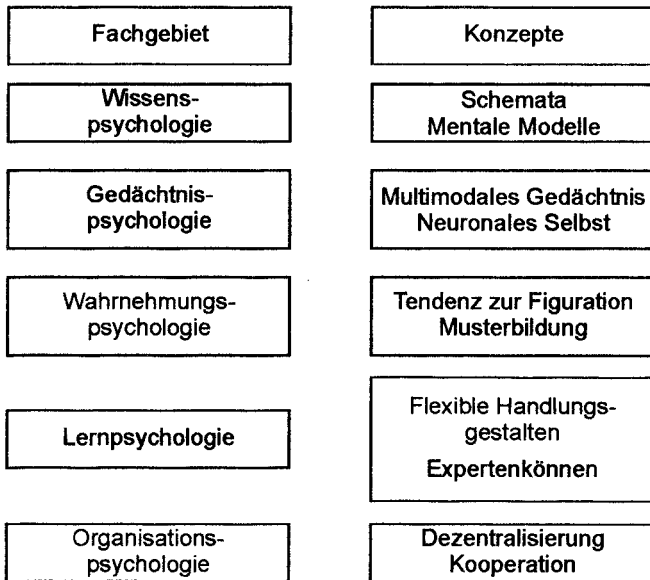 Fachgebiet
Konzepte
Wissens-
psychologie
Schemata
Mentale Modelle
Gedächtnis-
psychologie
Multimodales Gedächtnis
Neuronales Selbst
Wahrnehmungs-
psychologie
Tendenz zur Figuration
Musterbildung
Lernpsychologie
Flexible Handlungs-
gestalten
Expertenkönnen
Organisations-
psychologie
Dezentralisierung
Kooperation